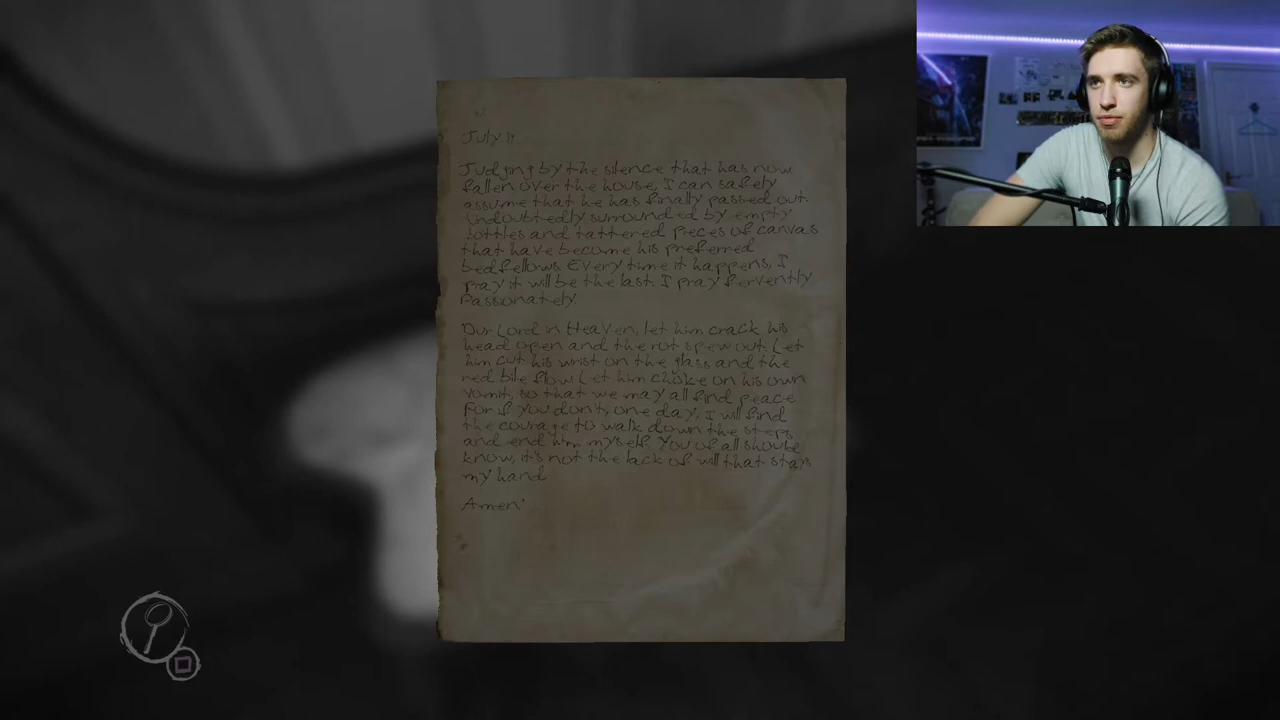 July 19
Judging by the silence that has now
fallen over the house, I can safely
assume that he has finally passed out.
Undoubtedly surrounded by empty
bottles and tattered pieces of canvas
that have become his preferred
bedfellows. Every time it happens, I
pray it will be the last. I pray fervently
Passionately
Our Lord in Heaven, let him crack his
head open and the rot spew out. Let
him cut his wrist on the glass and the
red bile flow. Let him choke on his own
vomit, so that we may all find peace
For if you don't, one day, I will find
the courage to walk down the steps
and end him myself. You of all should
know, it's not the lack of will that stays
my hand
Amen